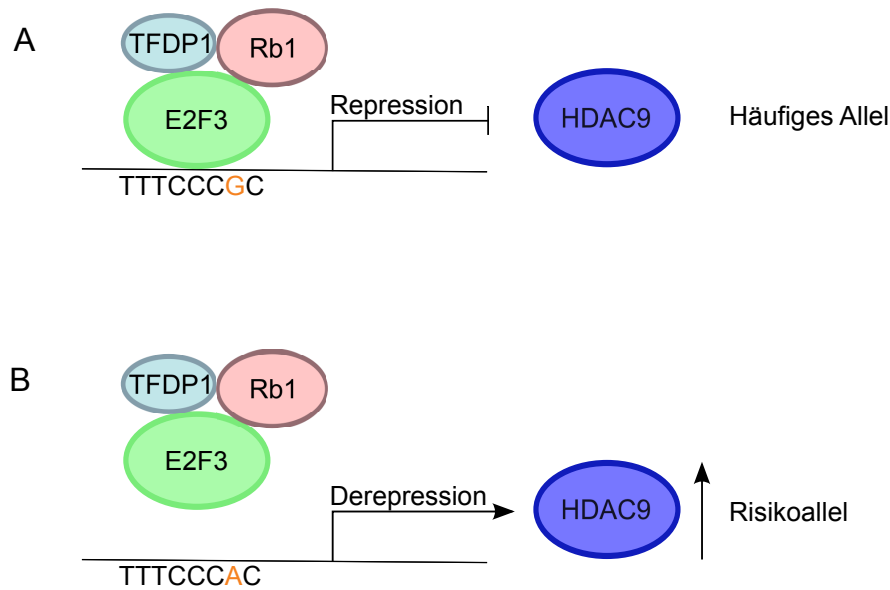 A
TFDP1
Rb1
E2F3
Repression
HDAC9
Häufiges Allel
TTTCCCGC
B
TFDP1
Rb1
E2F3
Derepression
HDAC9
Risikoallel
TTTCCCAC